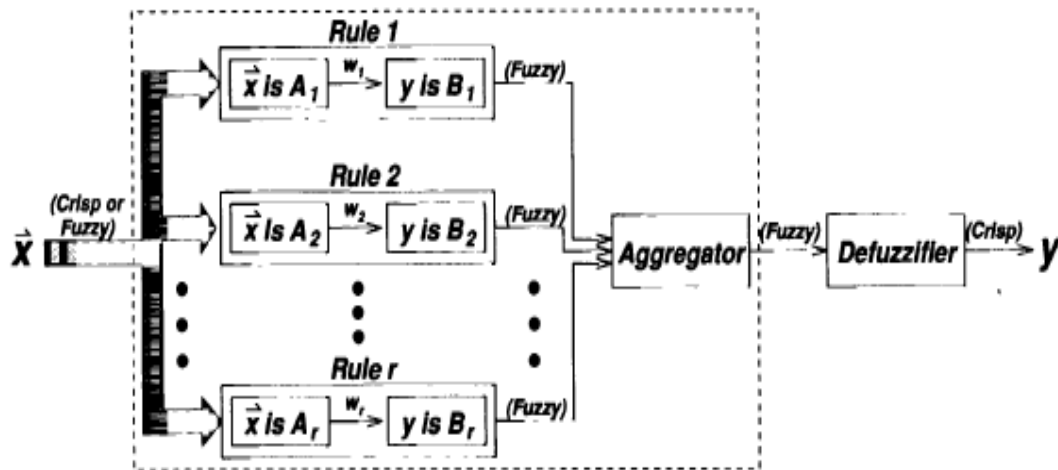 Rule 1
x⃗ is A₁
w₁
y is B₁
(Fuzzy)
Rule 2
(Crisp or
Fuzzy)
x⃗
x⃗ is A₂
w₂
y is B₂
(Fuzzy)
Aggregator
(Fuzzy)
Defuzzifier
(Crisp)
y
Rule r
x⃗ is Aᵣ
wᵣ
y is Bᵣ
(Fuzzy)